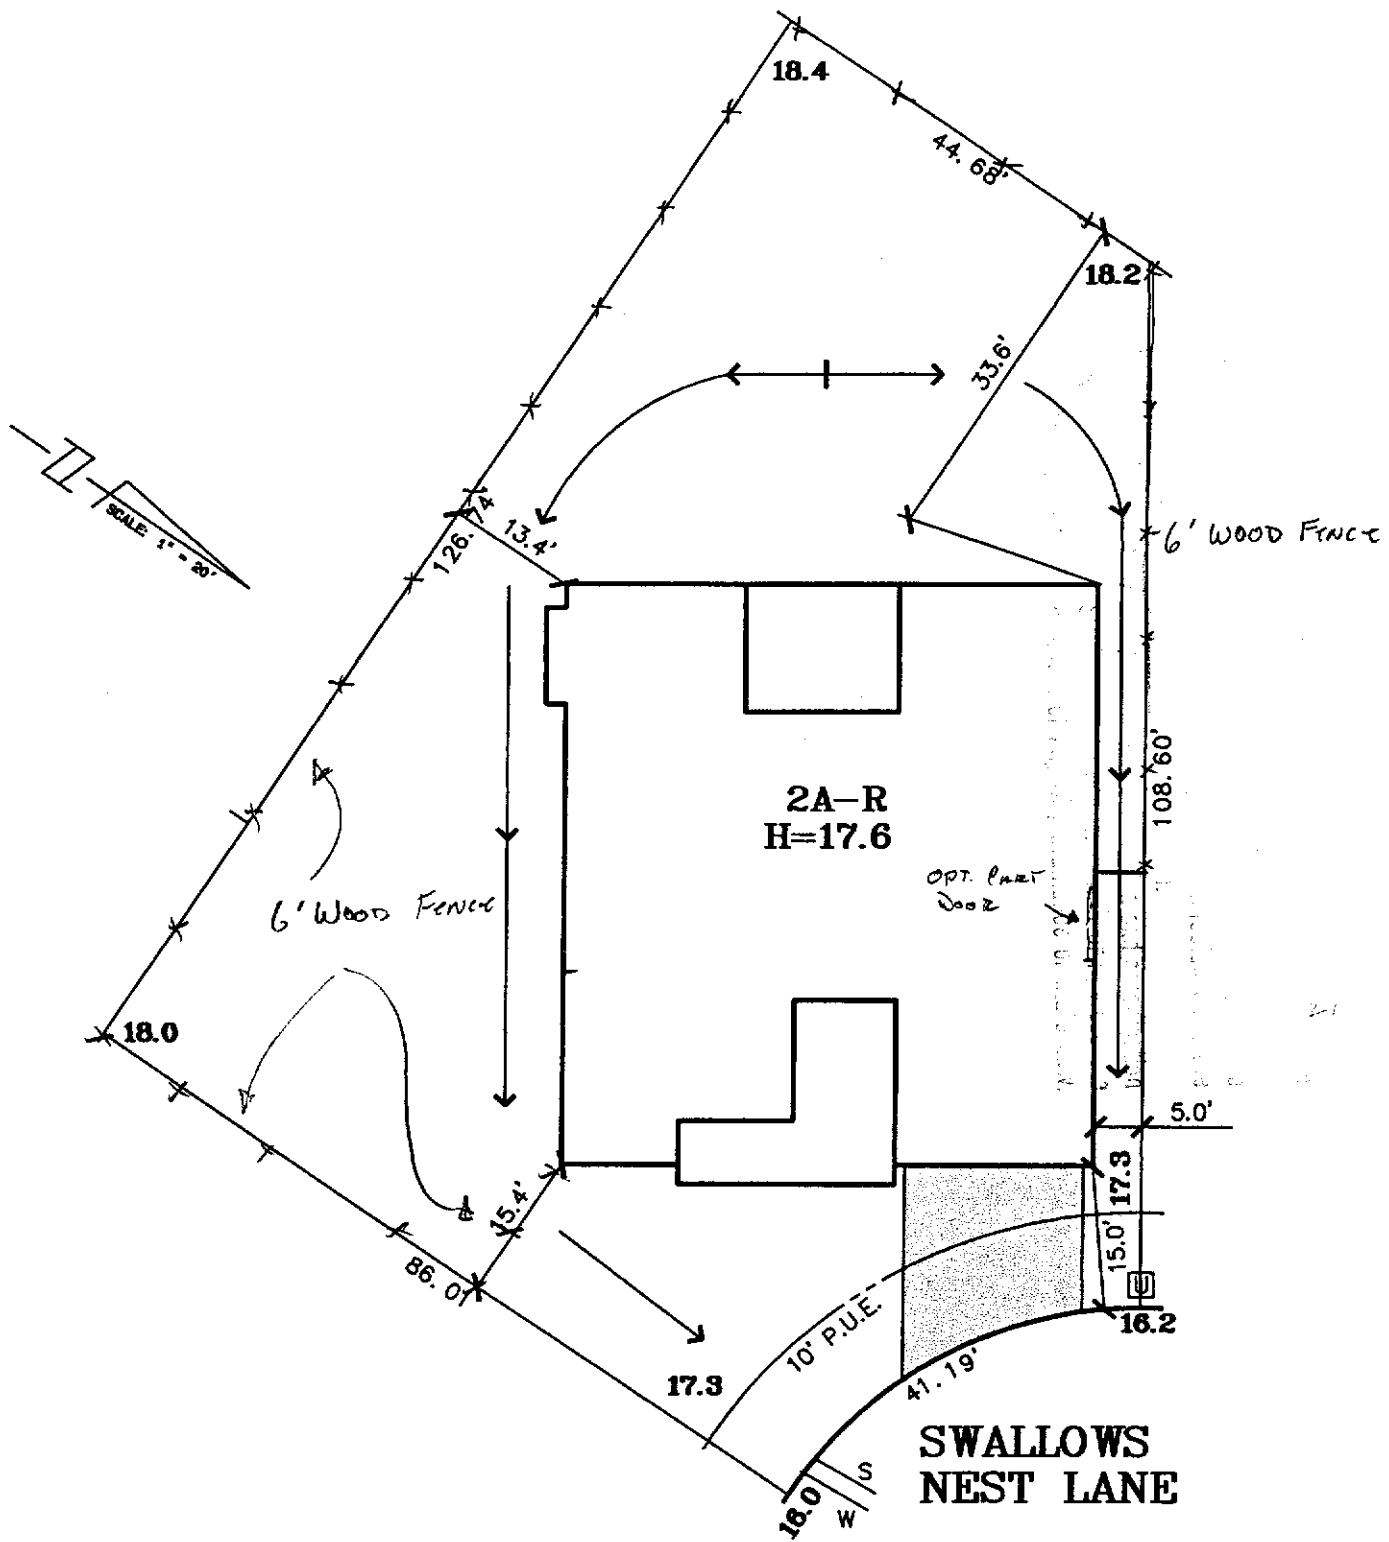 18.4
44.68'
18.2
33.6'
SCALE: 1" = 20'
126.74
13.4'
6' WOOD FENCE
108.60'
2A-R
H=17.6
OPT. CART
DOOR
6' WOOD FENCE
18.0
5.0'
17.3
15.4'
15.0'
86.01
U
16.2
10' P.U.E.
17.3
41.19'
SWALLOWS
NEST LANE
S
W
16.0